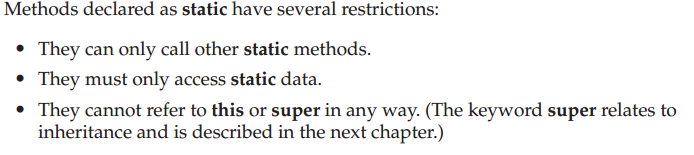 Methods declared as static have several restrictions:
• They can only call other static methods.
• They must only access static data.
• They cannot refer to this or super in any way. (The keyword super relates to
inheritance and is described in the next chapter.)